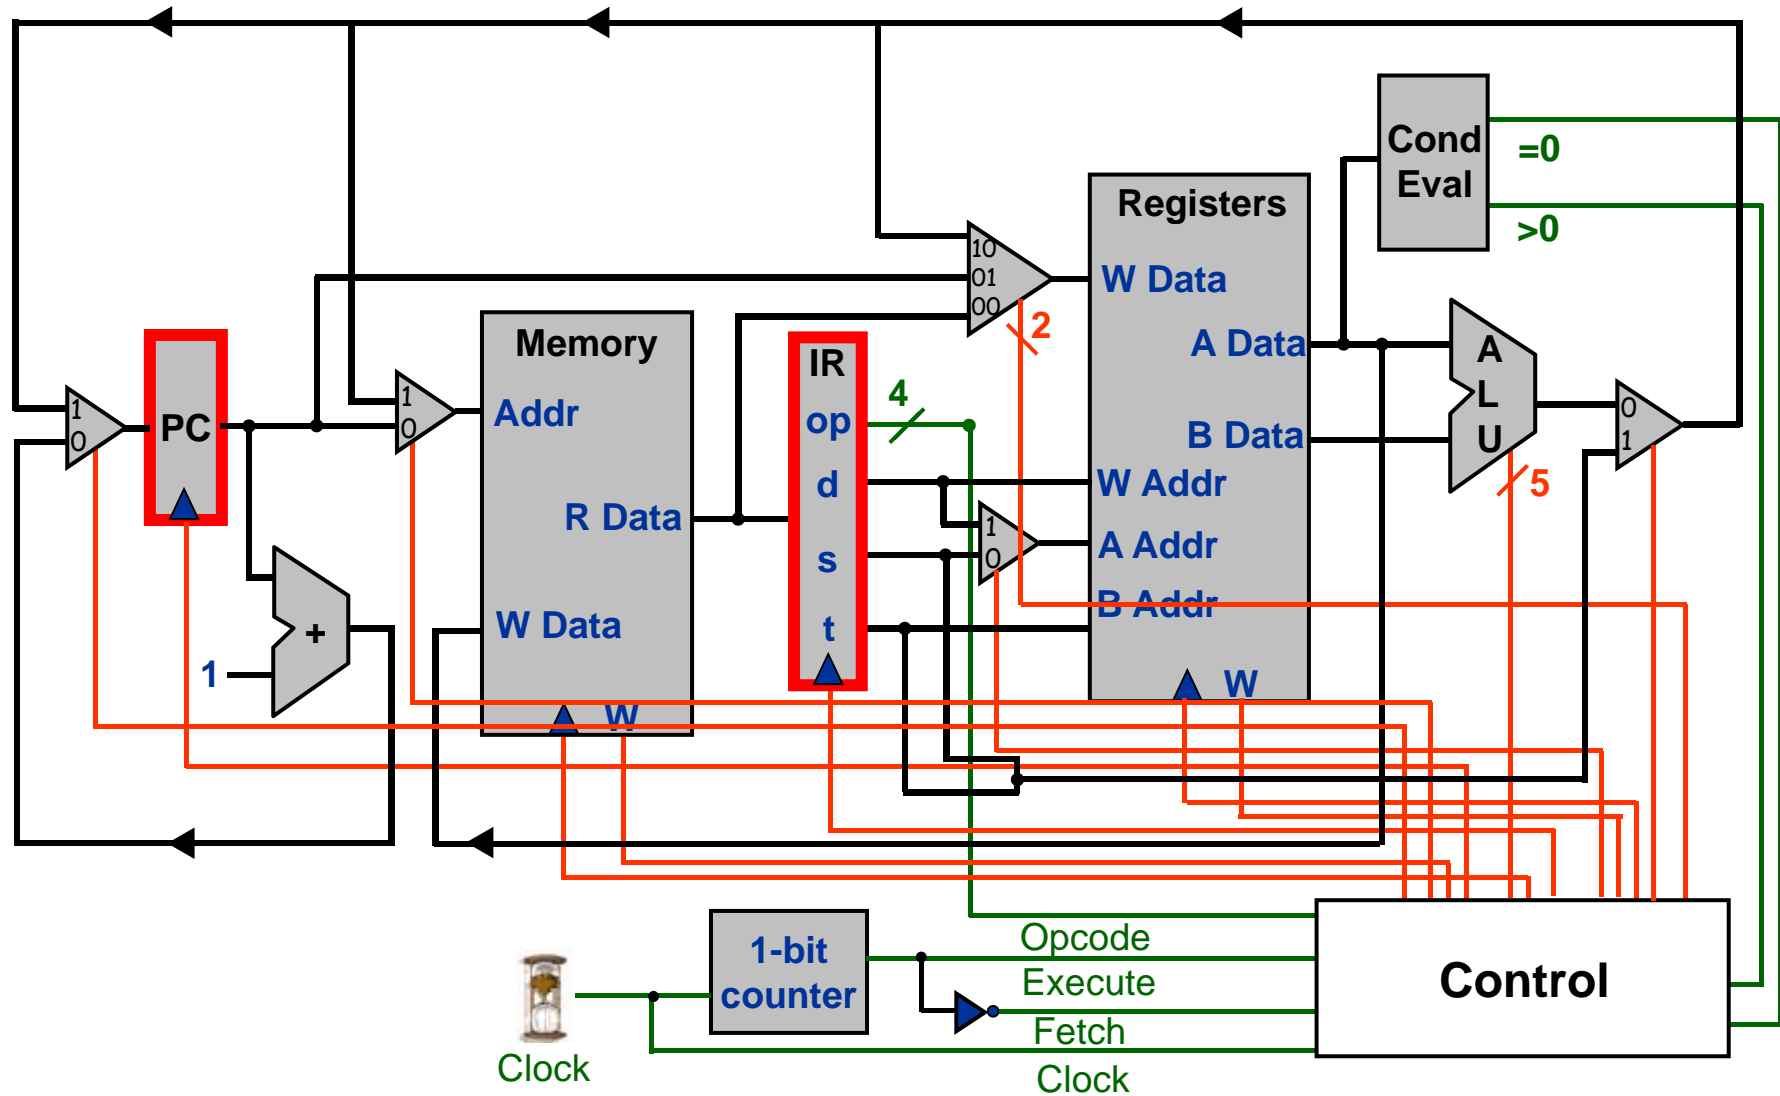 Cond
Eval
=0
>0
Registers
10
01
00
W Data
2
Memory
IR
A Data
A
L
U
1
0
PC
1
0
Addr
4
op
B Data
0
1
d
W Addr
5
R Data
1
0
s
A Addr
B Addr
+
W Data
t
1
W
W
1-bit
counter
Opcode
Execute
Fetch
Clock
Control
Clock